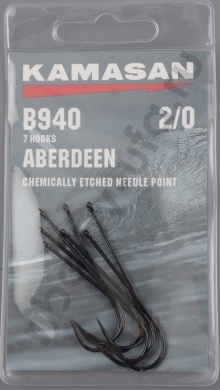 KAMASAN
B940 2/0
7 HOOKS
ABERDEEN
CHEMICALLY ETCHED NEEDLE POINT